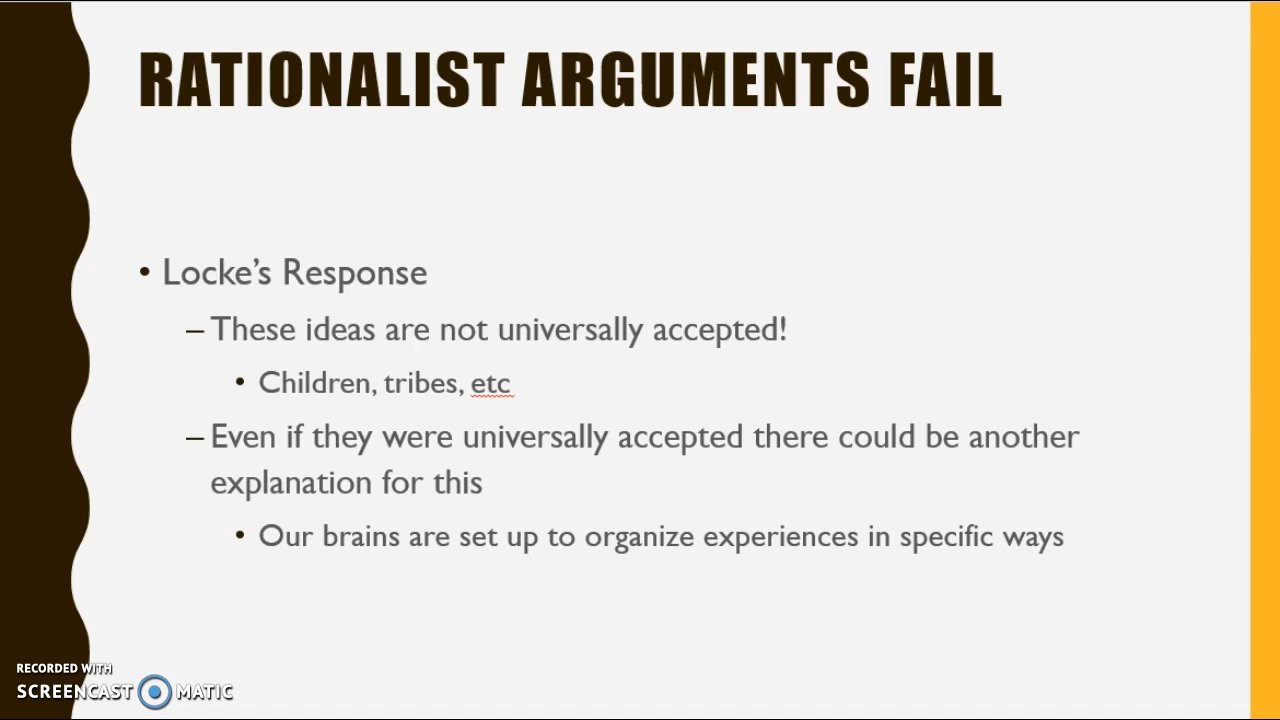 RATIONALIST ARGUMENTS FAIL
• Locke’s Response
– These ideas are not universally accepted!
• Children, tribes, etc
– Even if they were universally accepted there could be another
explanation for this
• Our brains are set up to organize experiences in specific ways
RECORDED WITH
SCREENCAST MATIC